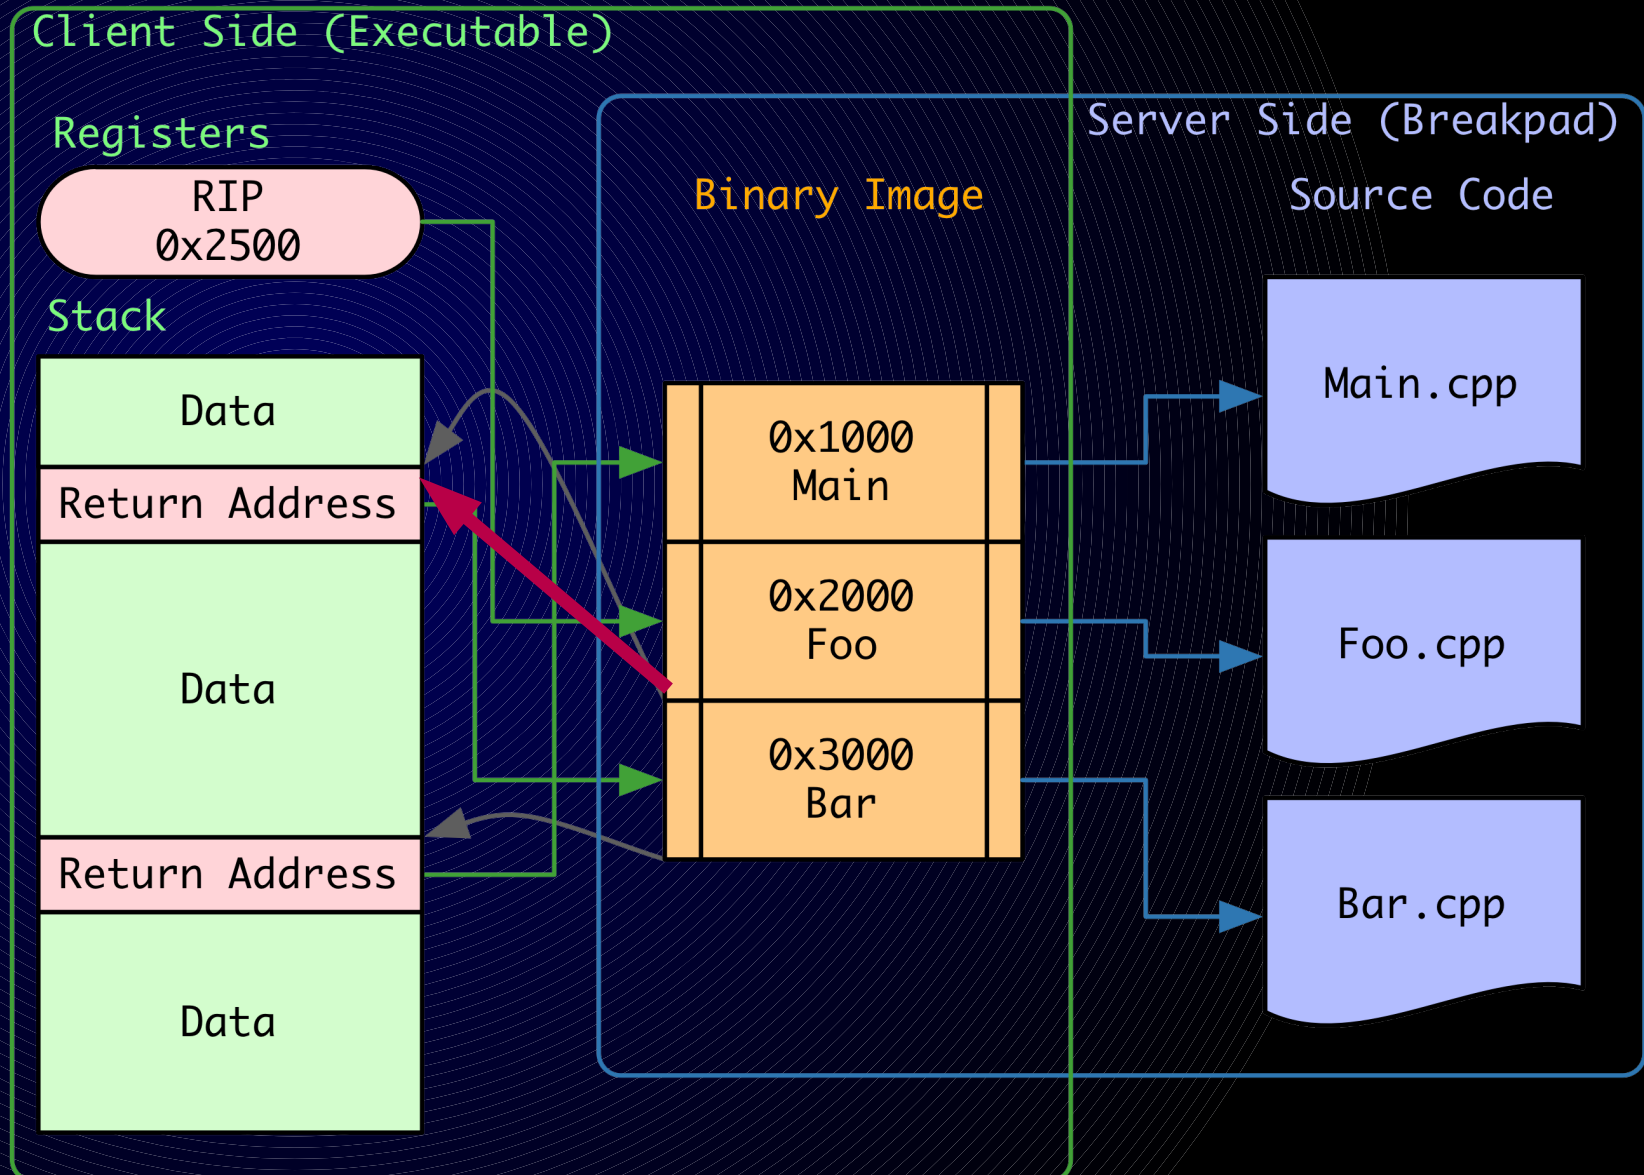 Client Side (Executable)
Server Side (Breakpad)
Registers
RIP
0x2500
Stack
Data
Return Address
Data
Return Address
Data
Binary Image
0x1000
Main
0x2000
Foo
0x3000
Bar
Source Code
Main.cpp
Foo.cpp
Bar.cpp